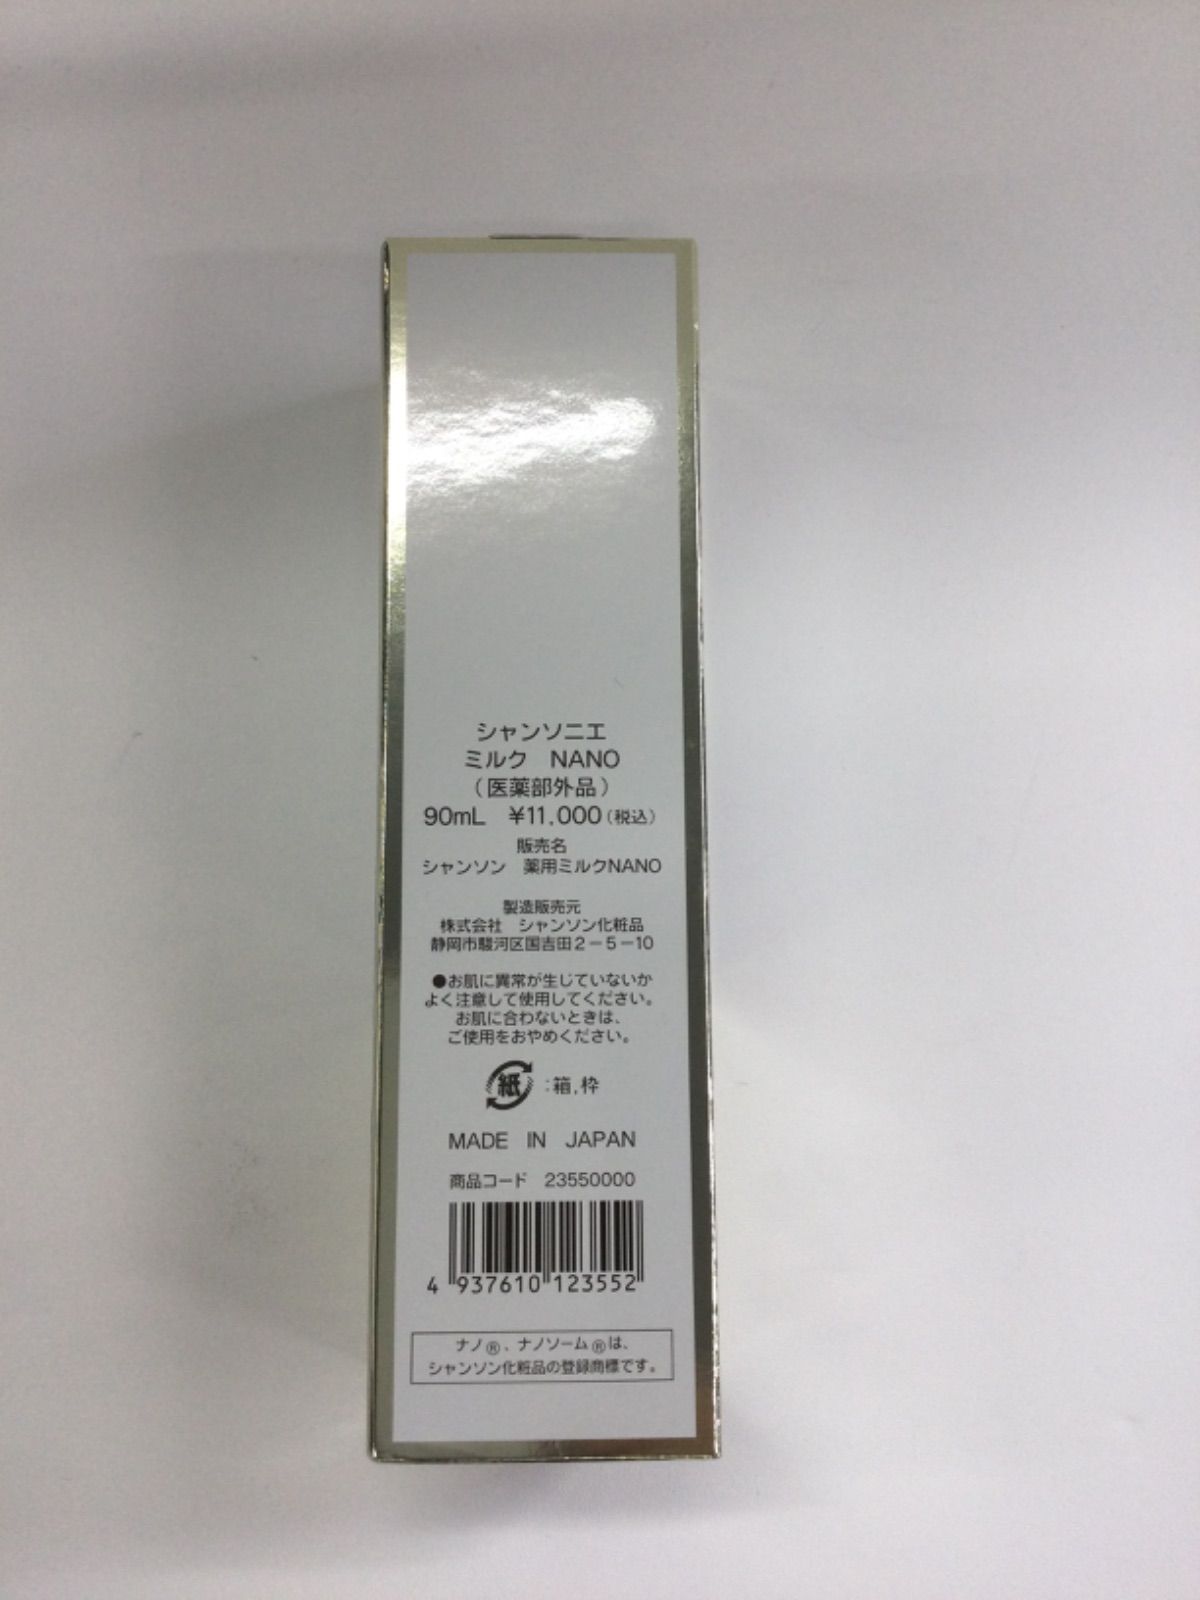 シャンソニエ
ミルク NANO
（医薬部外品）
90mL ¥11,000（税込）
販売名
シャンソン 薬用ミルクNANO
製造販売元
株式会社 シャンソン化粧品
静岡市駿河区国吉田2-5-10
●お肌に異常が生じていないか
よく注意して使用してください。
お肌に合わないときは、
ご使用をおやめください。
紙 :箱,枠
MADE IN JAPAN
商品コード 23550000
4 937610 123552
ナノ®、ナノソーム®は、
シャンソン化粧品の登録商標です。